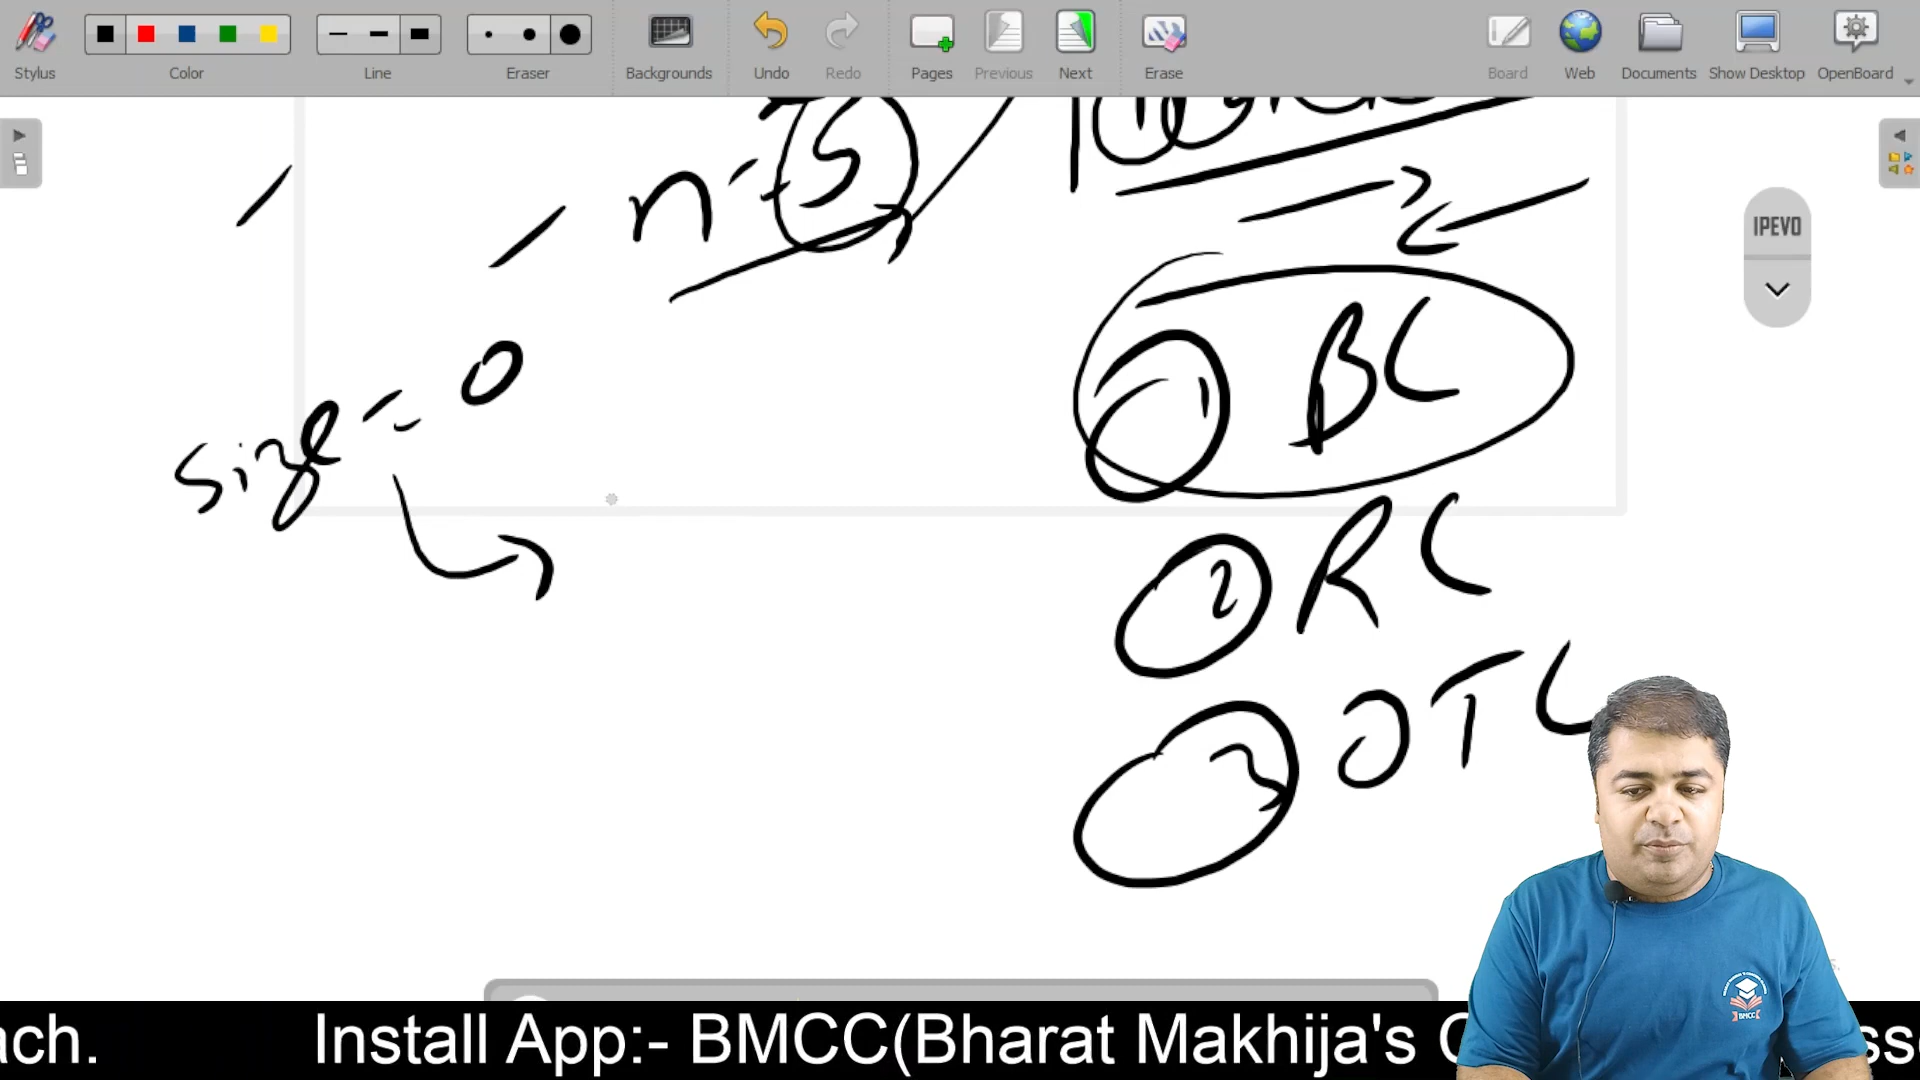 Stylus Color Line Eraser Backgrounds Undo Redo Pages Previous Next Erase Board Web Documents Show Desktop OpenBoard
IPEVO
n = 5
size = 0
1 BC
2 RC
3 OTC
BMCC
ach. Install App:- BMCC(Bharat Makhija's C